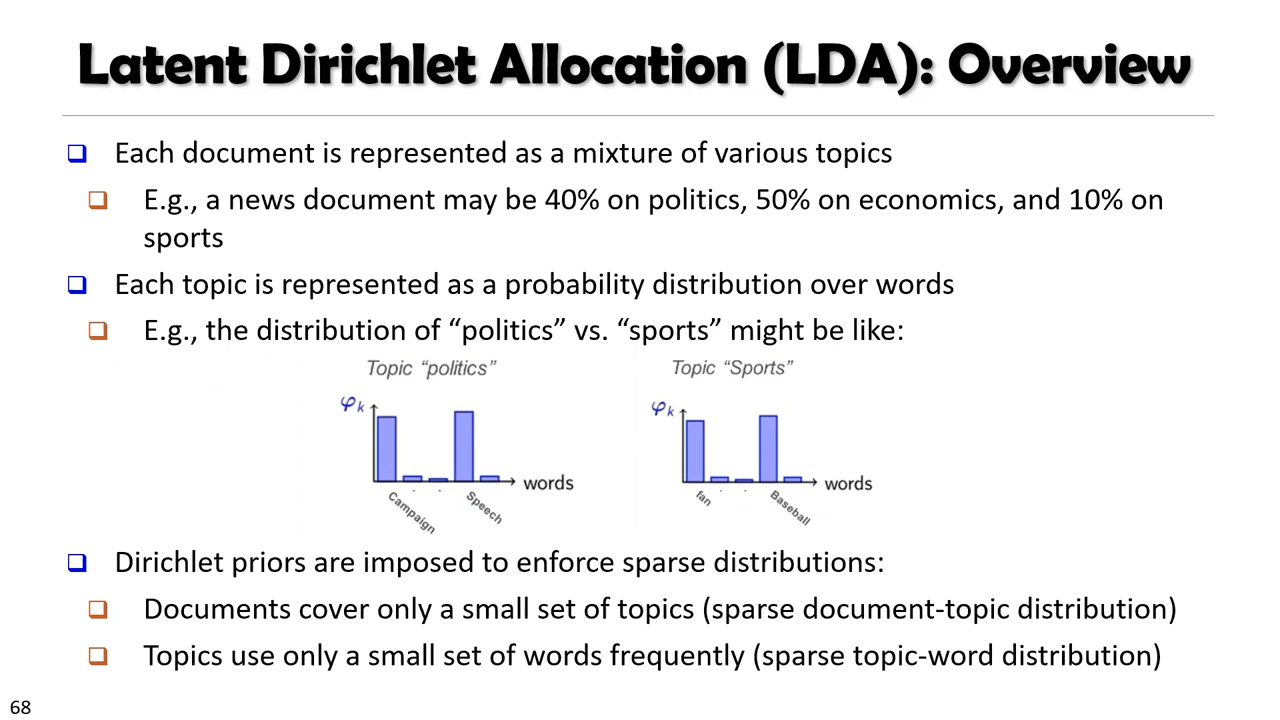 Latent Dirichlet Allocation (LDA): Overview
Each document is represented as a mixture of various topics
E.g., a news document may be 40% on politics, 50% on economics, and 10% on
sports
Each topic is represented as a probability distribution over words
E.g., the distribution of “politics” vs. “sports” might be like:
Topic “politics”
φk
words
Campaign
Speech
Topic “Sports”
φk
words
fan
Baseball
Dirichlet priors are imposed to enforce sparse distributions:
Documents cover only a small set of topics (sparse document-topic distribution)
Topics use only a small set of words frequently (sparse topic-word distribution)
68